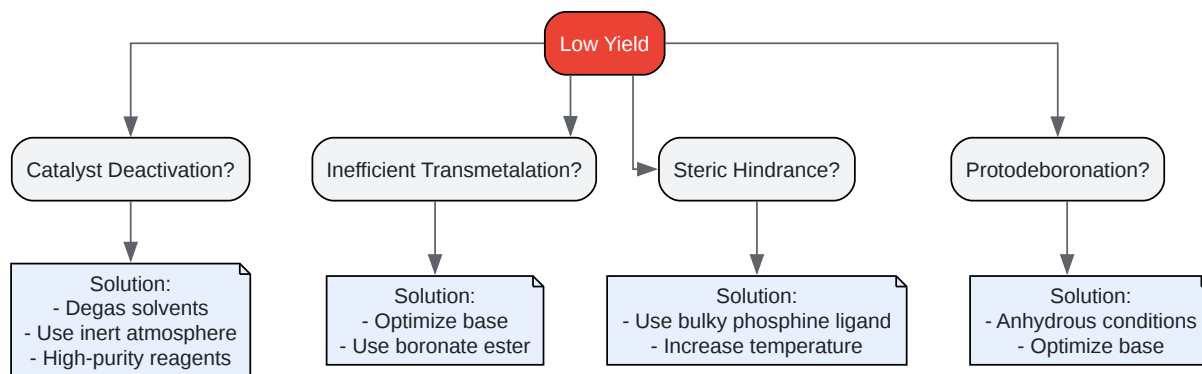 Low Yield
Catalyst Deactivation?
Inefficient Transmetalation?
Steric Hindrance?
Protodeboronation?
Solution:
- Degas solvents
- Use inert atmosphere
- High-purity reagents
Solution:
- Optimize base
- Use boronate ester
Solution:
- Use bulky phosphine ligand
- Increase temperature
Solution:
- Anhydrous conditions
- Optimize base